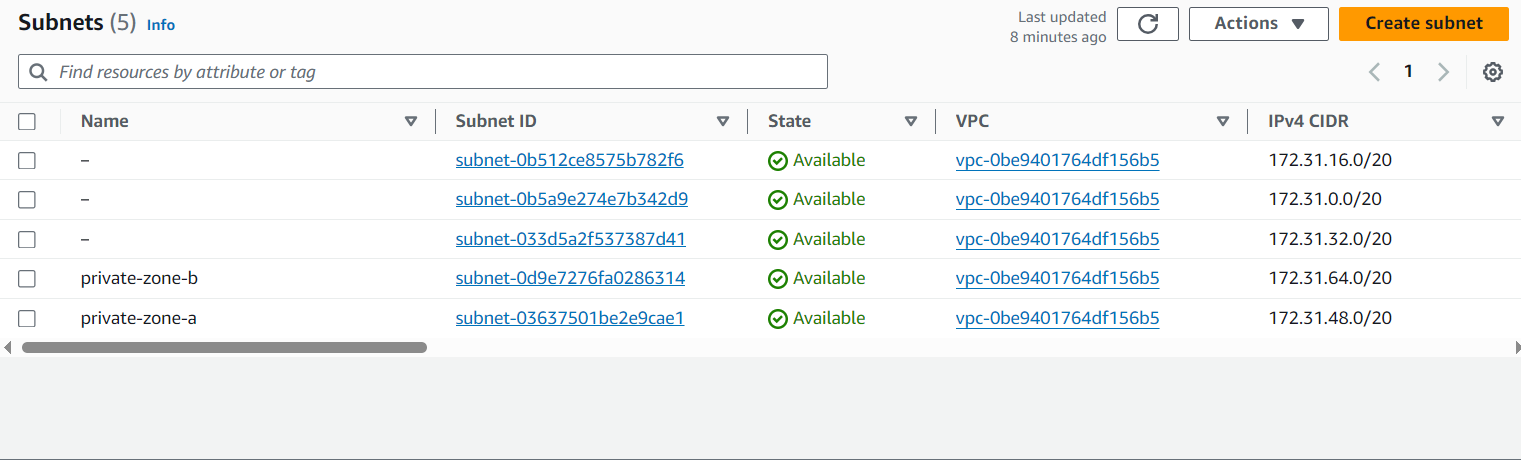 Subnets (5) Info
Last updated
8 minutes ago
Actions
Create subnet
Find resources by attribute or tag
1
Name Subnet ID State VPC IPv4 CIDR
– subnet-0b512ce8575b782f6 Available vpc-0be9401764df156b5 172.31.16.0/20
– subnet-0b5a9e274e7b342d9 Available vpc-0be9401764df156b5 172.31.0.0/20
– subnet-033d5a2f537387d41 Available vpc-0be9401764df156b5 172.31.32.0/20
private-zone-b subnet-0d9e7276fa0286314 Available vpc-0be9401764df156b5 172.31.64.0/20
private-zone-a subnet-03637501be2e9cae1 Available vpc-0be9401764df156b5 172.31.48.0/20